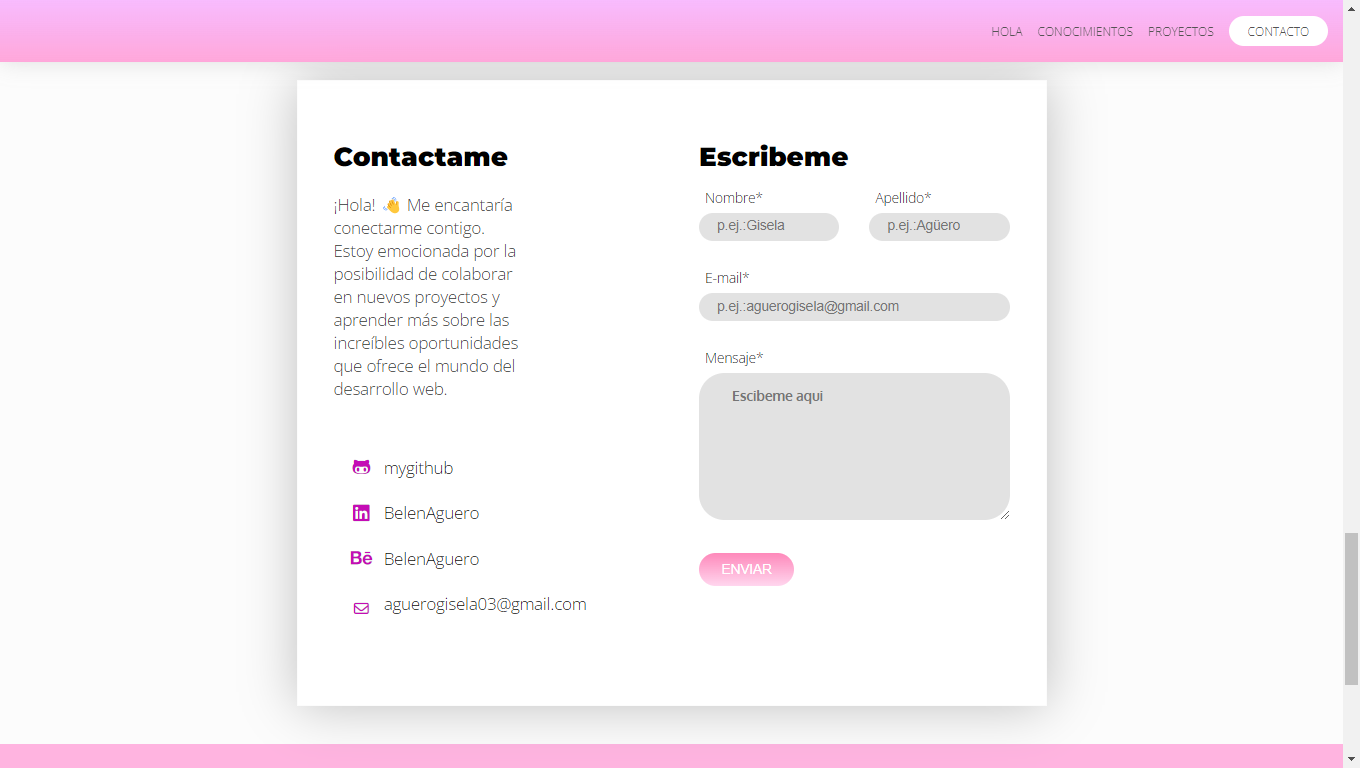 HOLA CONOCIMIENTOS PROYECTOS CONTACTO
Contactame
¡Hola! 👋 Me encantaría
conectarme contigo.
Estoy emocionada por la
posibilidad de colaborar
en nuevos proyectos y
aprender más sobre las
increíbles oportunidades
que ofrece el mundo del
desarrollo web.
mygithub
BelenAguero
Bē BelenAguero
aguerogisela03@gmail.com
Escribeme
Nombre* Apellido*
p.ej.:Gisela p.ej.:Agüero
E-mail*
p.ej.:aguerogisela@gmail.com
Mensaje*
Escibeme aqui
ENVIAR